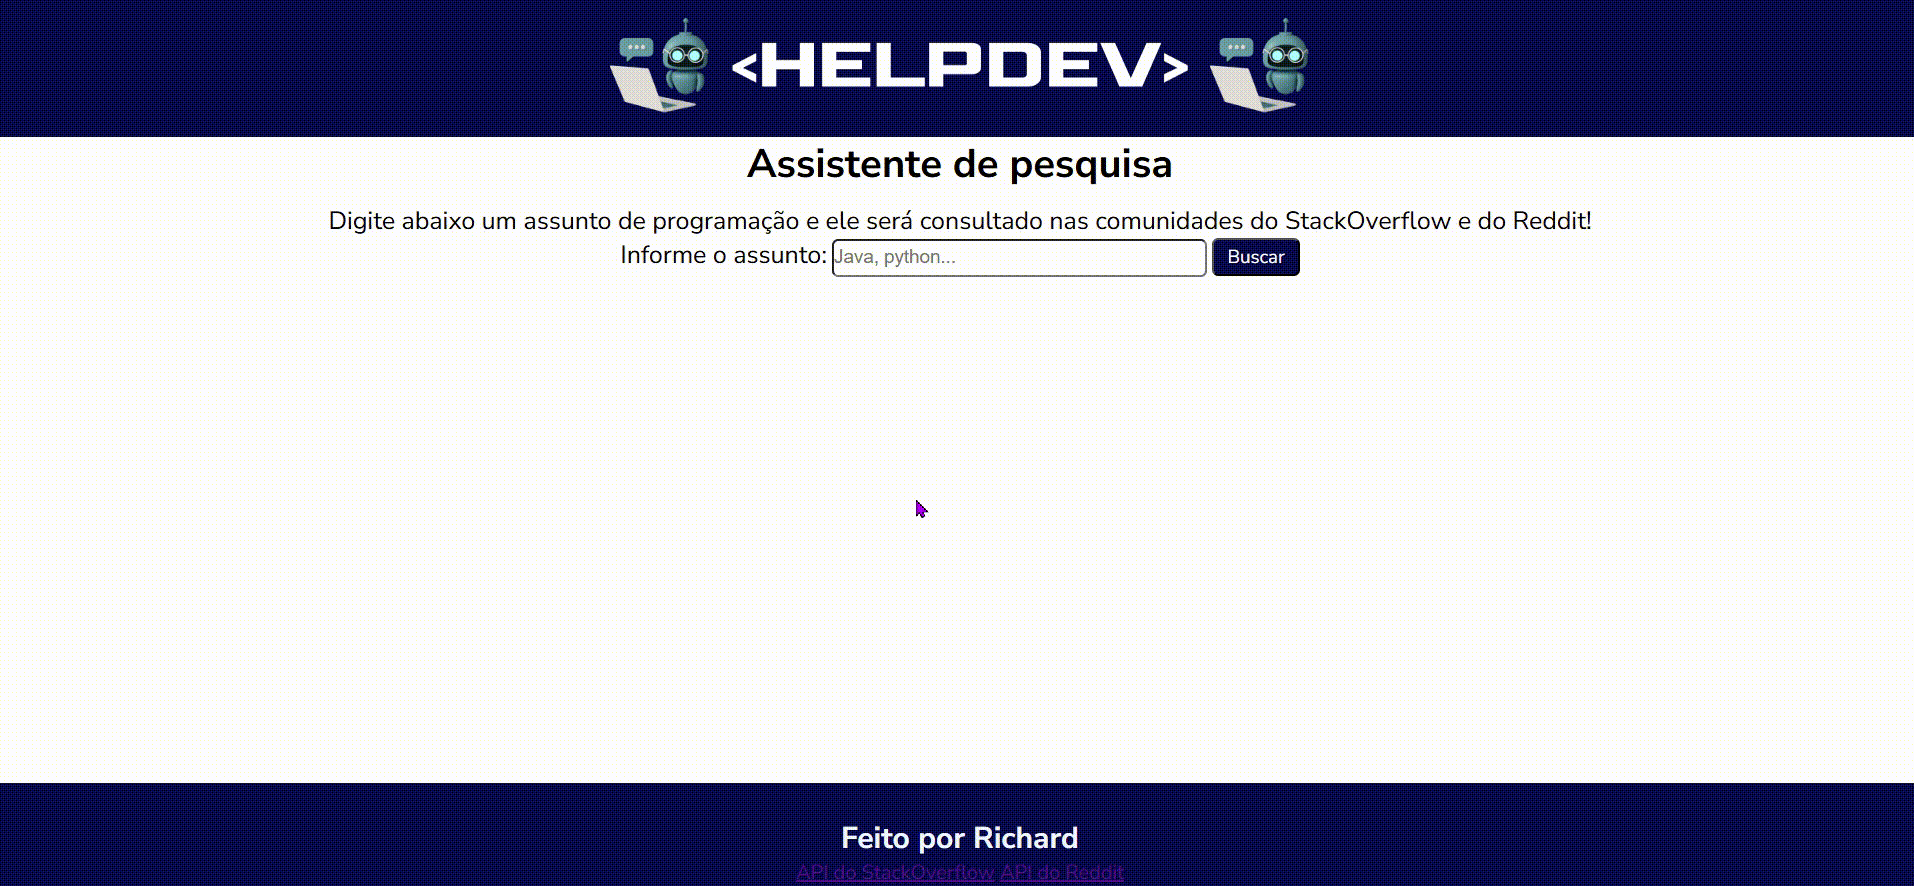 <HELPDEV>
Assistente de pesquisa
Digite abaixo um assunto de programação e ele será consultado nas comunidades do StackOverflow e do Reddit!
Informe o assunto: Java, python... Buscar
Feito por Richard
API do StackOverflow API do Reddit